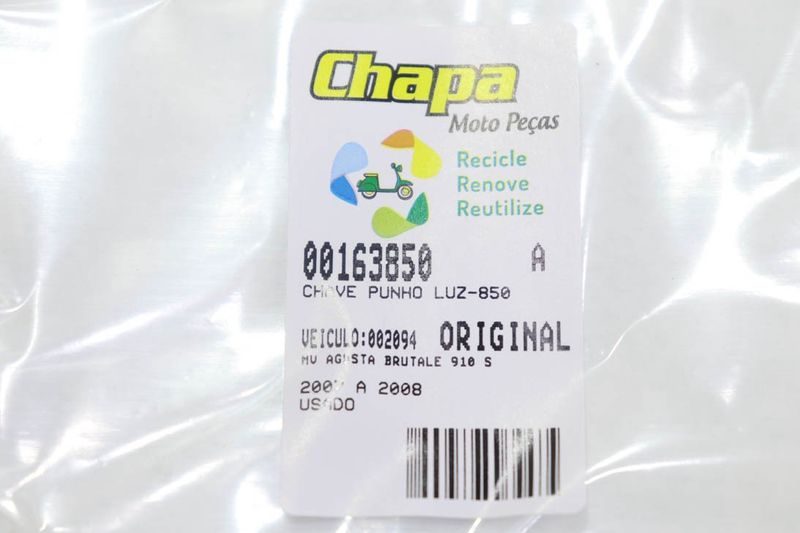 Chapa
Moto Peças
Recicle
Renove
Reutilize
00163850 A
CHAVE PUNHO LUZ-850
VEICULO:002094 ORIGINAL
MV AGUSTA BRUTALE 910 S
2007 A 2008
USADO